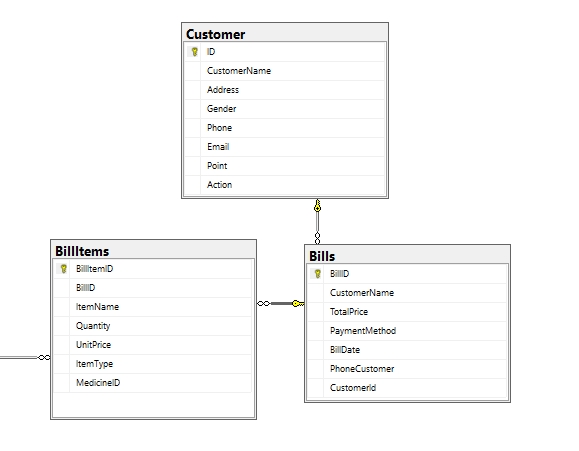 Customer
ID
CustomerName
Address
Gender
Phone
Email
Point
Action
BillItems
BillItemID
BillID
ItemName
Quantity
UnitPrice
ItemType
MedicineID
Bills
BillID
CustomerName
TotalPrice
PaymentMethod
BillDate
PhoneCustomer
CustomerId